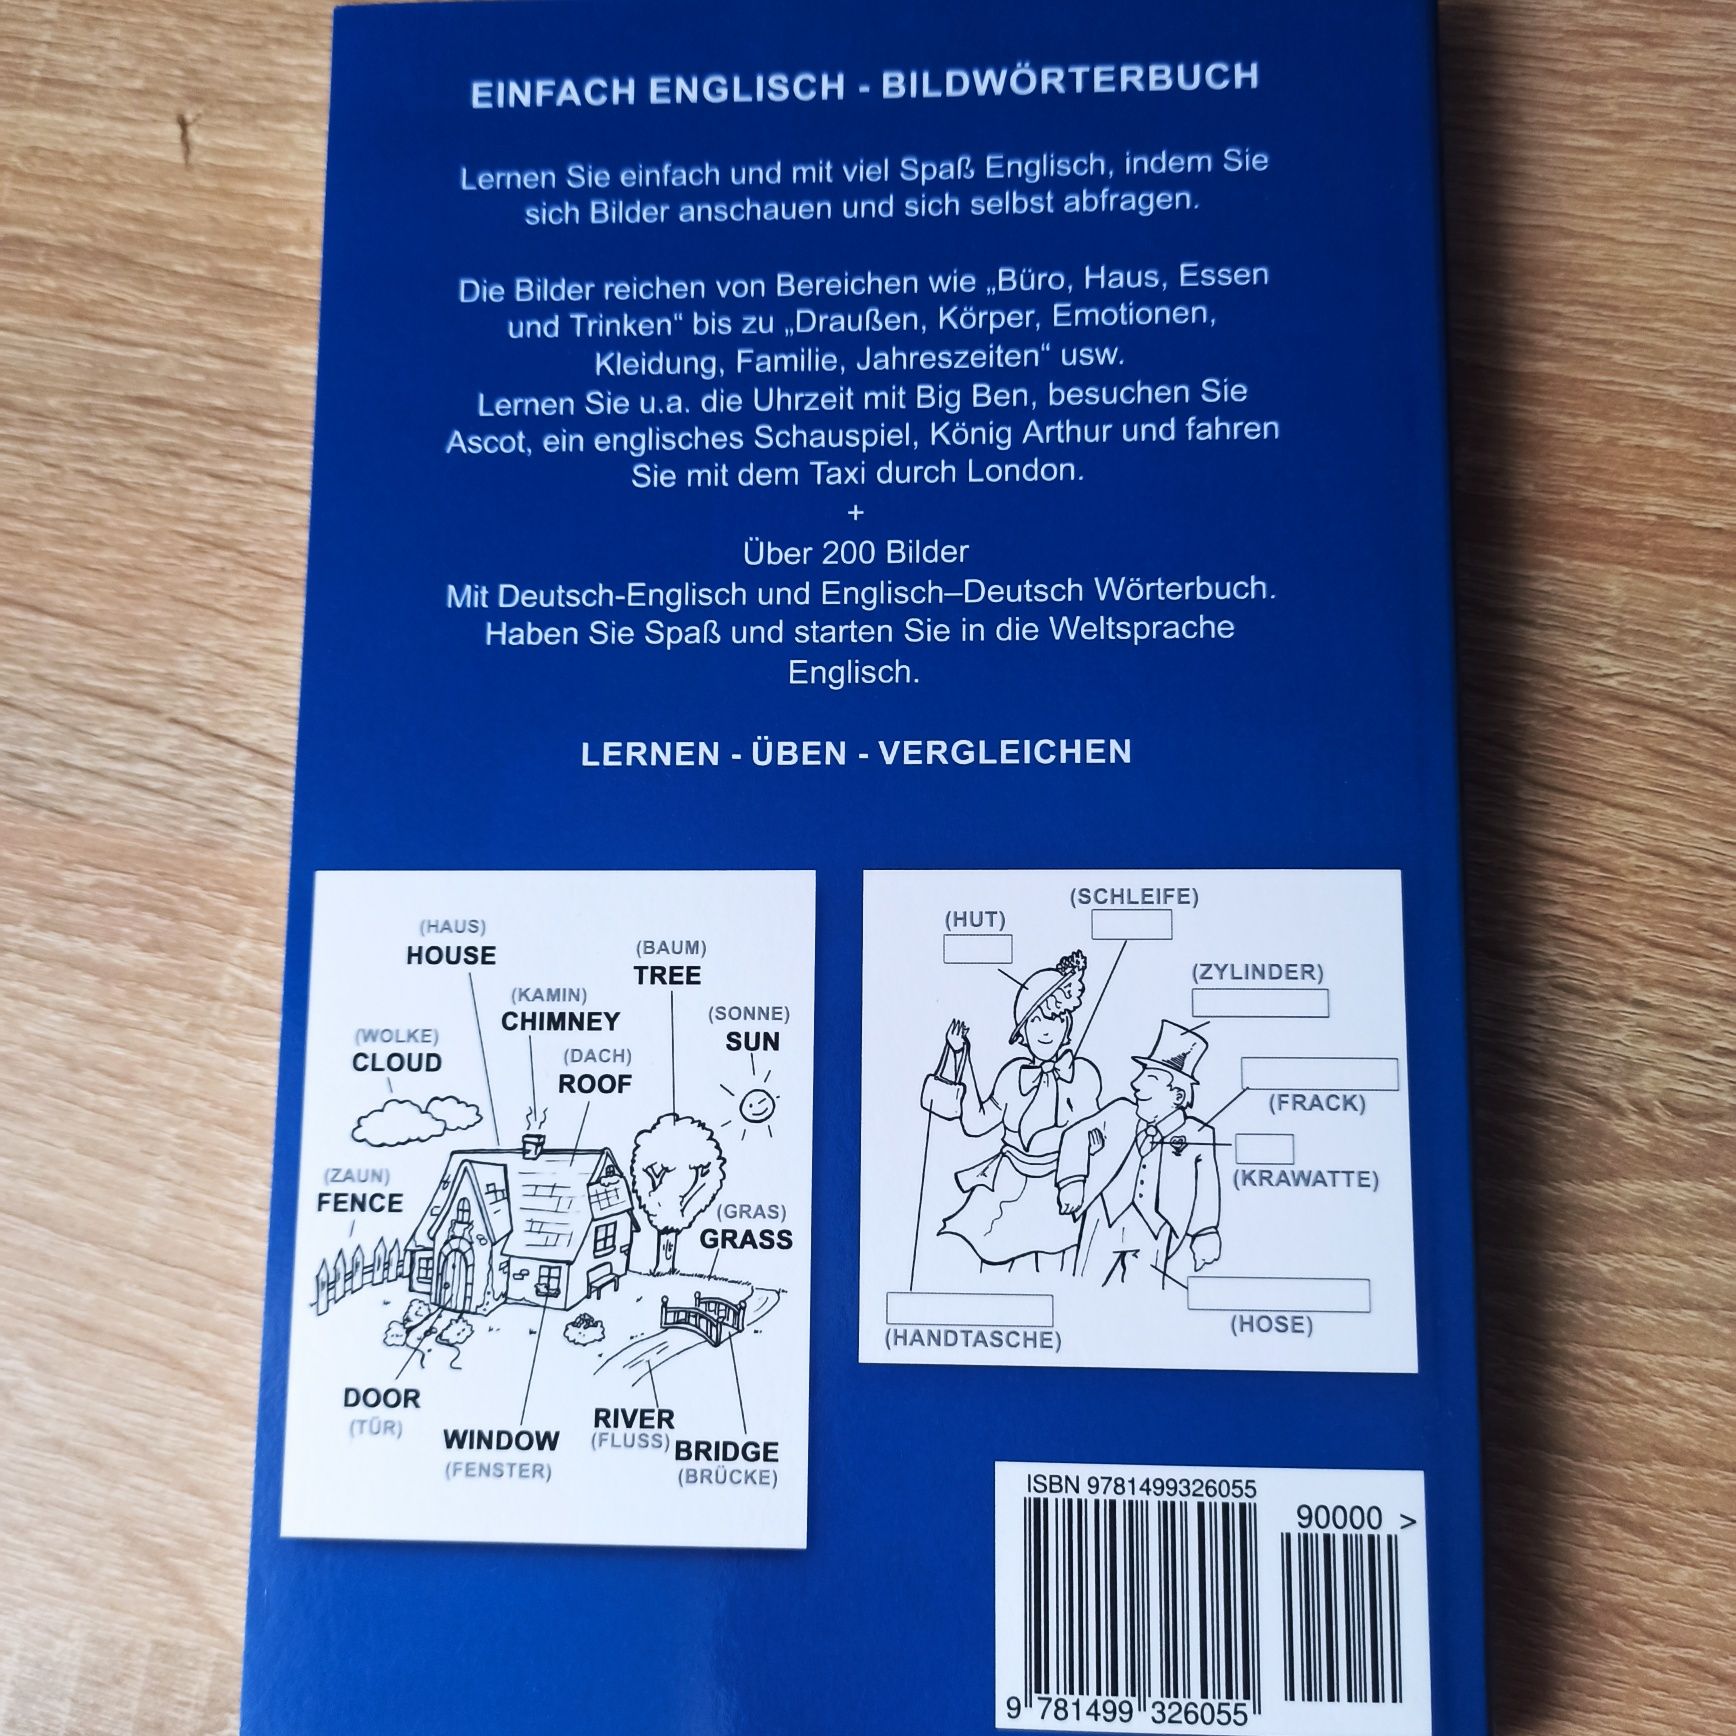 EINFACH ENGLISCH - BILDWÖRTERBUCH
Lernen Sie einfach und mit viel Spaß Englisch, indem Sie
sich Bilder anschauen und sich selbst abfragen.
Die Bilder reichen von Bereichen wie „Büro, Haus, Essen
und Trinken“ bis zu „Draußen, Körper, Emotionen,
Kleidung, Familie, Jahreszeiten“ usw.
Lernen Sie u.a. die Uhrzeit mit Big Ben, besuchen Sie
Ascot, ein englisches Schauspiel, König Arthur und fahren
Sie mit dem Taxi durch London.
+
Über 200 Bilder
Mit Deutsch-Englisch und Englisch–Deutsch Wörterbuch.
Haben Sie Spaß und starten Sie in die Weltsprache
Englisch.
LERNEN - ÜBEN - VERGLEICHEN
(HAUS)
HOUSE
(BAUM)
TREE
(KAMIN)
CHIMNEY
(SONNE)
SUN
(WOLKE)
CLOUD
(DACH)
ROOF
(ZAUN)
FENCE
(GRAS)
GRASS
8
DOOR
(TÜR)
WINDOW
(FENSTER)
RIVER
(FLUSS)
BRIDGE
(BRÜCKE)
(SCHLEIFE)
(HUT)
(ZYLINDER)
(FRACK)
(KRAWATTE)
(HOSE)
(HANDTASCHE)
ISBN 9781499326055
90000 >
9 781499 326055